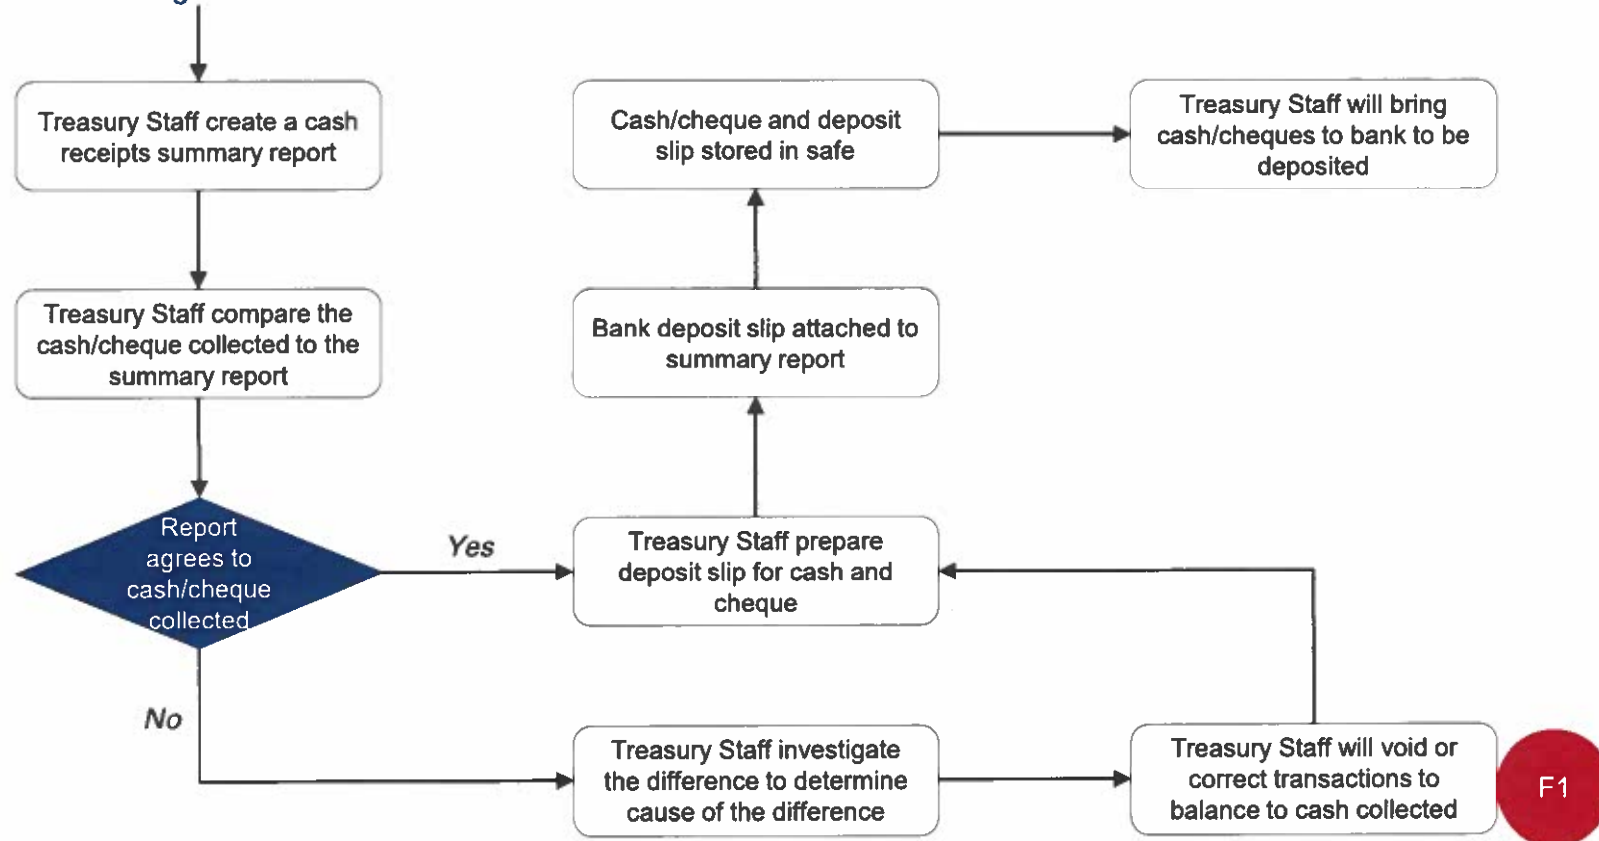 Treasury Staff create a cash
receipts summary report
Treasury Staff compare the
cash/cheque collected to the
summary report
Report
agrees to
cash/cheque
collected
Yes
No
Cash/cheque and deposit
slip stored in safe
Bank deposit slip attached to
summary report
Treasury Staff prepare
deposit slip for cash and
cheque
Treasury Staff investigate
the difference to determine
cause of the difference
Treasury Staff will bring
cash/cheques to bank to be
deposited
Treasury Staff will void or
correct transactions to
balance to cash collected
F1